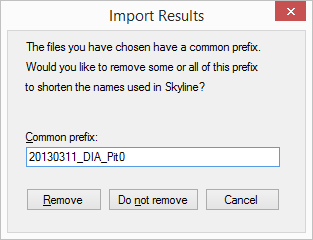 Import Results
The files you have chosen have a common prefix.
Would you like to remove some or all of this prefix
to shorten the names used in Skyline?
Common prefix:
20130311_DIA_Pit0
Remove
Do not remove
Cancel